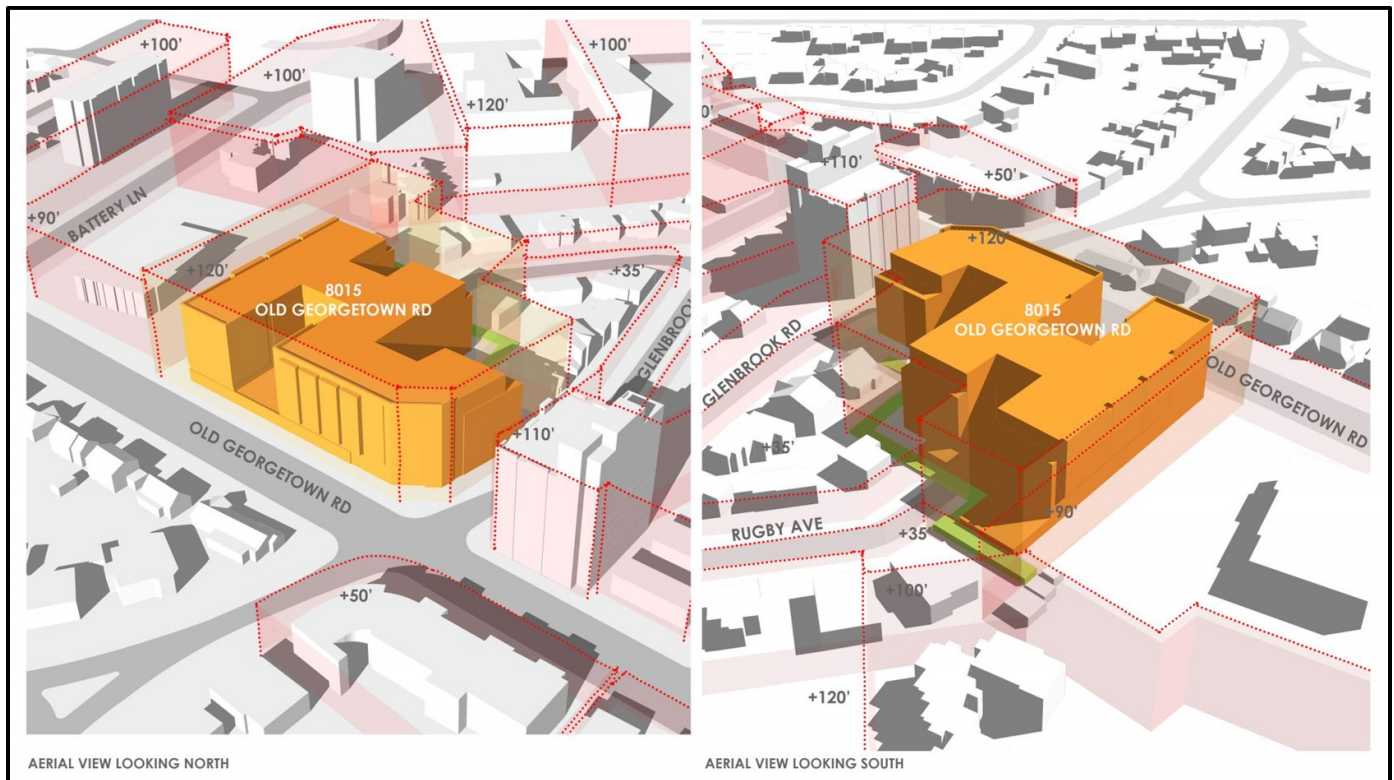 +100'
+100'
+100'
+120'
+90'
BATTERY LN
+120'
8015
OLD GEORGETOWN RD
+35'
OLD GEORGETOWN RD
+110'
+50'
AERIAL VIEW LOOKING NORTH
+110'
+50'
+120'
8015
OLD GEORGETOWN RD
GLENBROOK RD
OLD GEORGETOWN RD
+35'
RUGBY AVE
+35'
+90'
+100'
+120'
AERIAL VIEW LOOKING SOUTH